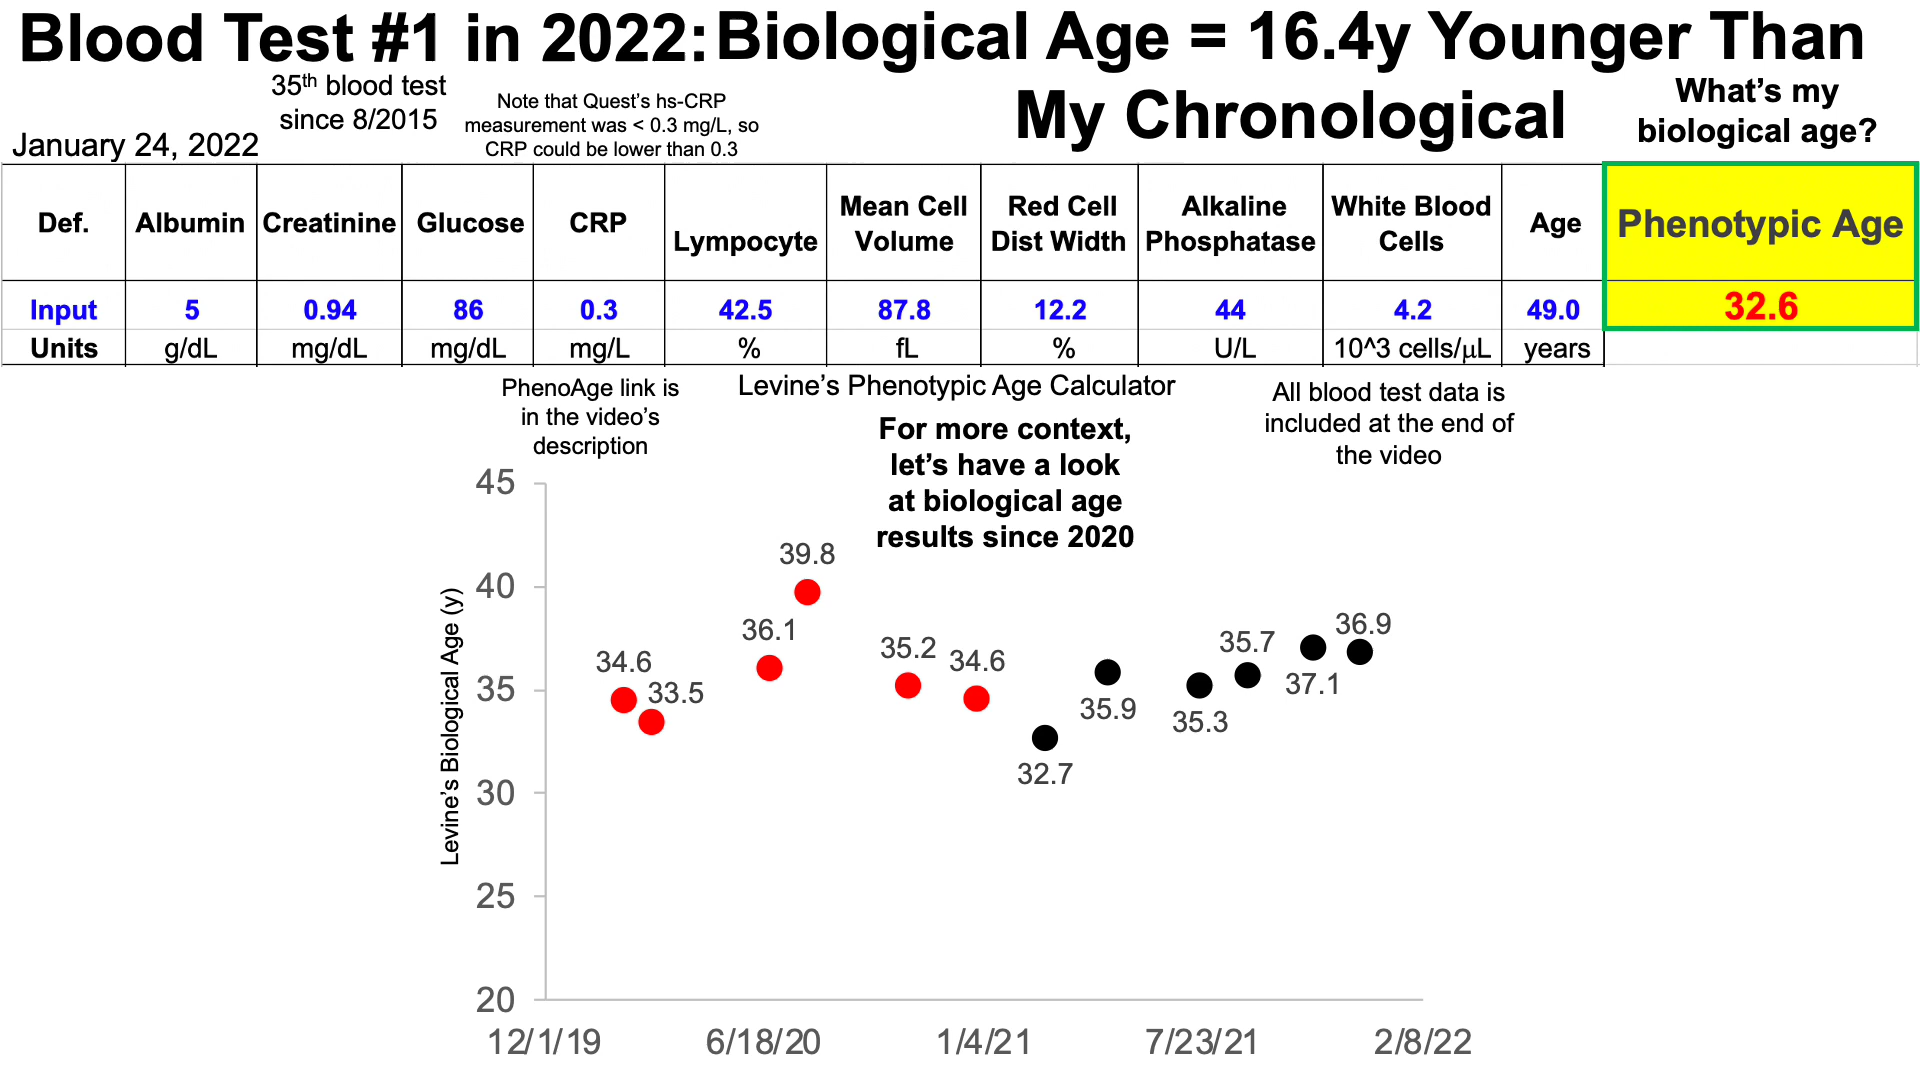 Blood Test #1 in 2022: Biological Age = 16.4y Younger Than
My Chronological
35th blood test
since 8/2015
Note that Quest's hs-CRP
measurement was < 0.3 mg/L, so
CRP could be lower than 0.3
What's my
biological age?
January 24, 2022
Def. Albumin Creatinine Glucose CRP Lympocyte Mean Cell Volume Red Cell Dist Width Alkaline Phosphatase White Blood Cells Age Phenotypic Age
Input 5 0.94 86 0.3 42.5 87.8 12.2 44 4.2 49.0 32.6
Units g/dL mg/dL mg/dL mg/L % fL % U/L 10^3 cells/μL years
PhenoAge link is
in the video's
description
Levine's Phenotypic Age Calculator
All blood test data is
included at the end of
the video
For more context,
let's have a look
at biological age
results since 2020
Levine's Biological Age (y)
45
40
35
30
25
20
34.6
33.5
36.1
39.8
35.2
34.6
32.7
35.9
35.3
35.7
37.1
36.9
12/1/19 6/18/20 1/4/21 7/23/21 2/8/22